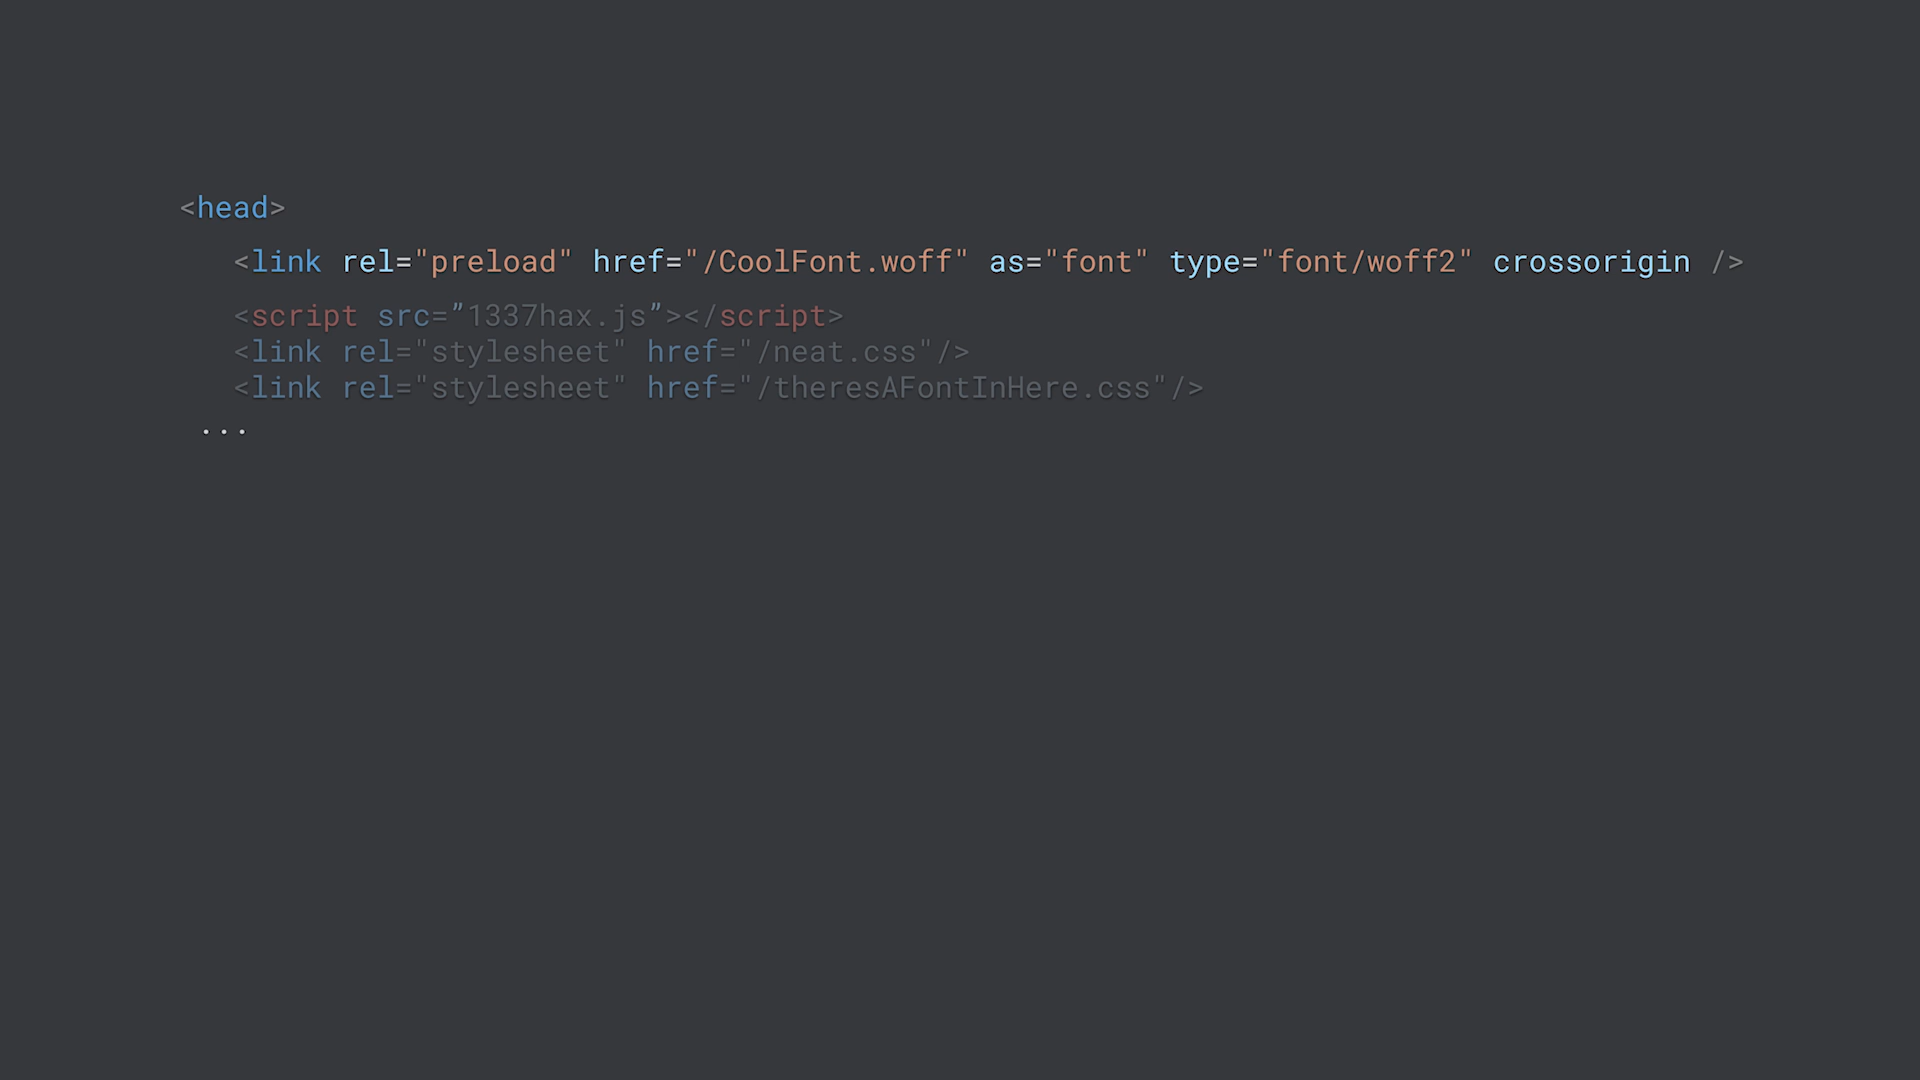 <head>
<link rel="preload" href="/CoolFont.woff" as="font" type="font/woff2" crossorigin />
<script src=”1337hax.js”></script>
<link rel="stylesheet" href="/neat.css"/>
<link rel="stylesheet" href="/theresAFontInHere.css"/>
...